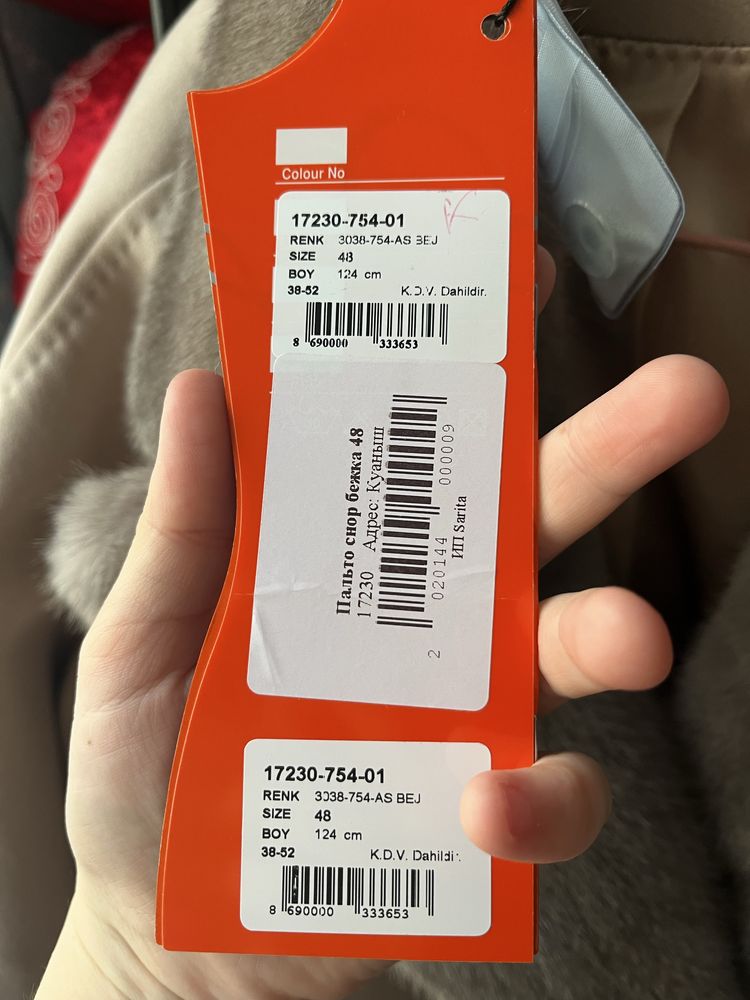 Colour No
17230-754-01
RENK 3038-754-AS BEJ
SIZE 48
BOY 124 cm
38-52 K.D.V. Dahildir.
8 690000 333653
Пальто снор бежка 48
17230 Адрес: Куаныш
2 020144 000009
ИП Sarita
17230-754-01
RENK 3038-754-AS BEJ
SIZE 48
BOY 124 cm
38-52 K.D.V. Dahildir.
8 690000 333653